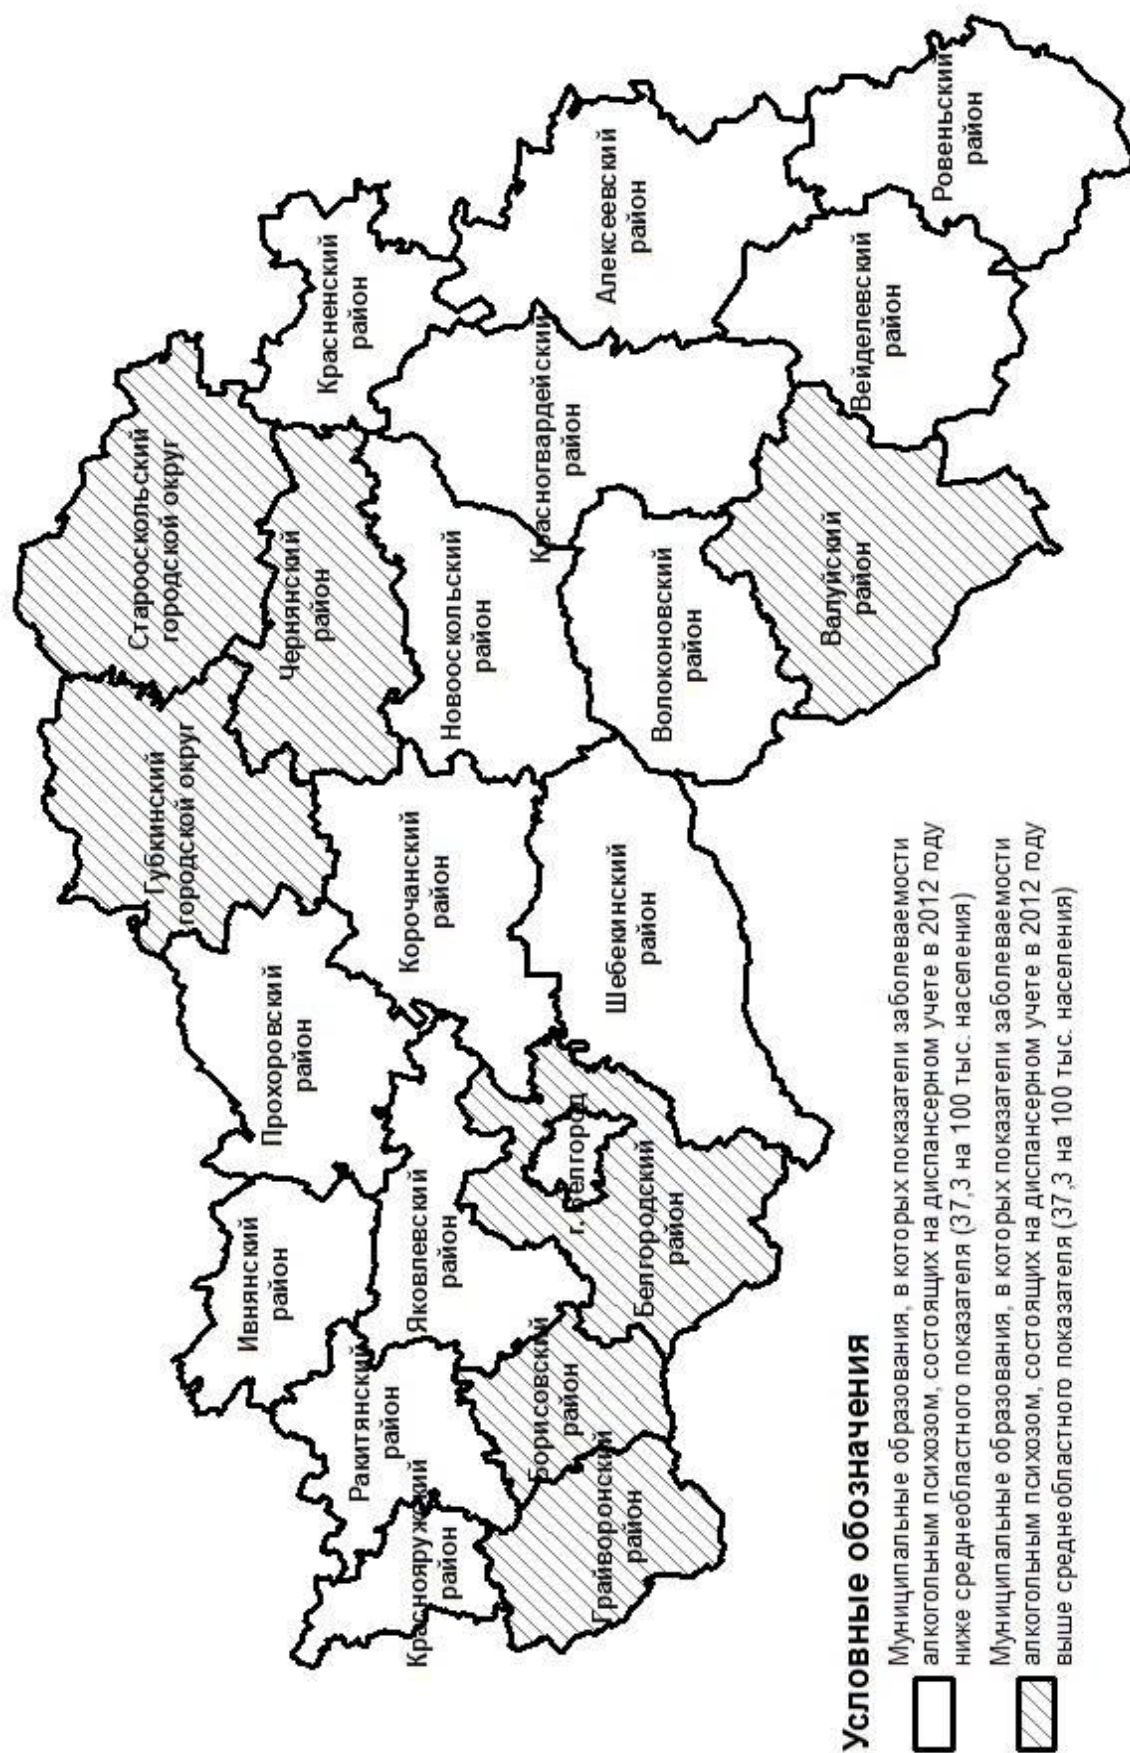 Старооскольский
городской округ
Губкинский
городской округ
Чернянский
район
Красненский
район
Прохоровский
район
Ивнянский
район
Новооскольский
район
Корочанский
район
Красногвардейский
район
Алексеевский
район
Ракитянский
район
Яковлевский
район
Краснояружский
район
г. Белгород
Борисовский
район
Белгородский
район
Грайворонский
район
Шебекинский
район
Волоконовский
район
Валуйский
район
Вейделевский
район
Ровеньский
район
Условные обозначения
Муниципальные образования, в которых показатели заболеваемости
алкогольным психозом, состоящих на диспансерном учете в 2012 году
ниже среднеобластного показателя (37,3 на 100 тыс. населения)
Муниципальные образования, в которых показатели заболеваемости
алкогольным психозом, состоящих на диспансерном учете в 2012 году
выше среднеобластного показателя (37,3 на 100 тыс. населения)